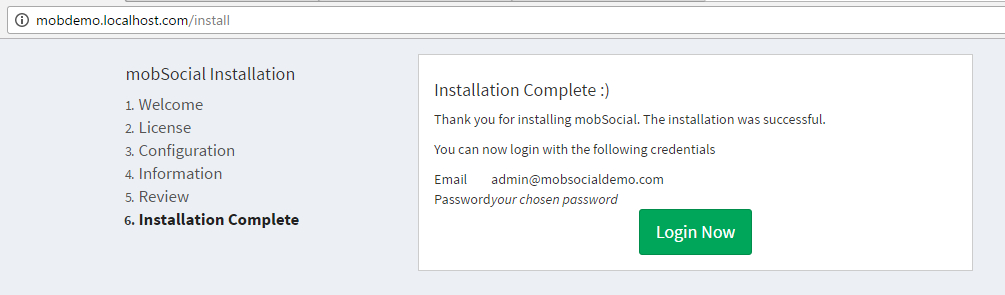 mobdemo.localhost.com/install
mobSocial Installation
1. Welcome
2. License
3. Configuration
4. Information
5. Review
6. Installation Complete
Installation Complete :)
Thank you for installing mobSocial. The installation was successful.
You can now login with the following credentials
Email admin@mobsocialdemo.com
Password your chosen password
Login Now